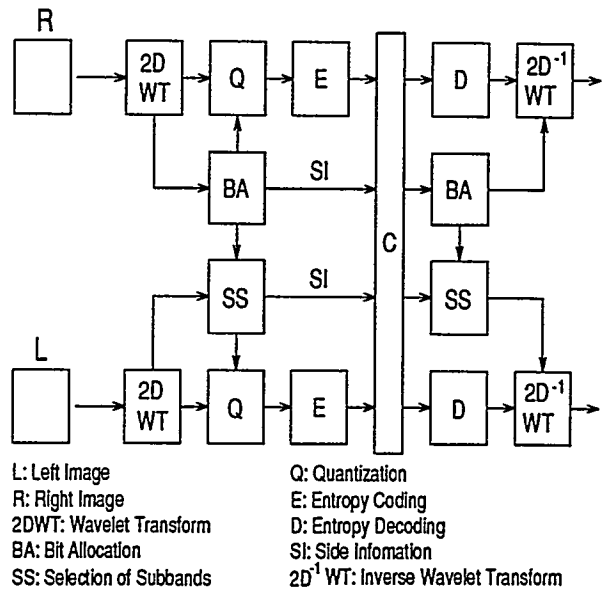 R
2D WT
Q
E
D
2D⁻¹ WT
BA
SI
BA
C
SS
SI
SS
L
2D WT
Q
E
D
2D⁻¹ WT
L: Left Image
R: Right Image
2DWT: Wavelet Transform
BA: Bit Allocation
SS: Selection of Subbands
Q: Quantization
E: Entropy Coding
D: Entropy Decoding
SI: Side Infomation
2D⁻¹ WT: Inverse Wavelet Transform